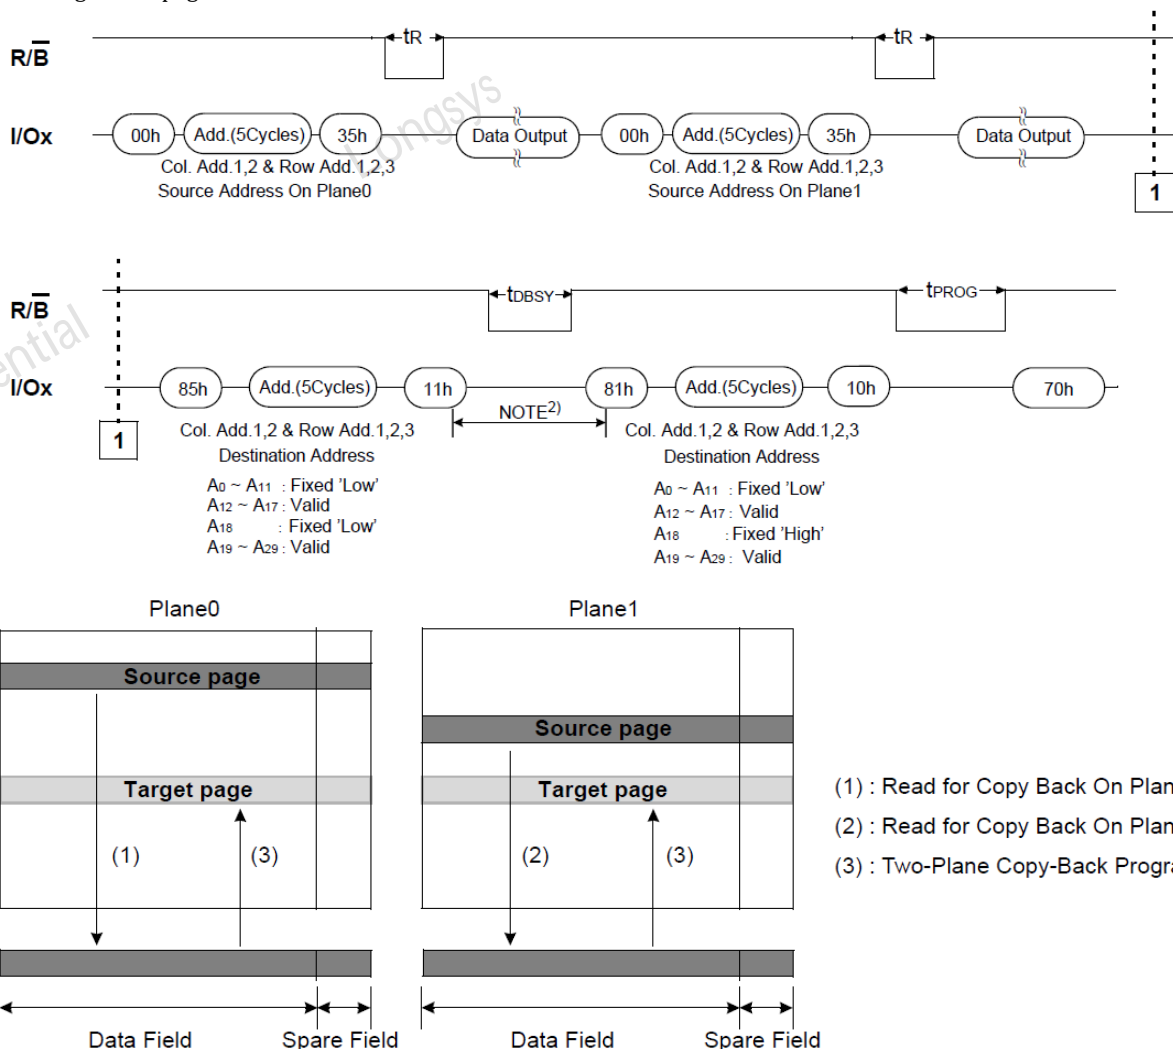 tR tR
R/B
Longsys
I/Ox 00h Add.(5Cycles) 35h Data Output 00h Add.(5Cycles) 35h Data Output
Col. Add.1,2 & Row Add.1,2,3 Col. Add.1,2 & Row Add.1,2,3
Source Address On Plane0 Source Address On Plane1
1
R/B tDBSY tPROG
ential
I/Ox 85h Add.(5Cycles) 11h 81h Add.(5Cycles) 10h 70h
NOTE2)
1 Col. Add.1,2 & Row Add.1,2,3 Col. Add.1,2 & Row Add.1,2,3
Destination Address Destination Address
A0 ~ A11 : Fixed 'Low' A0 ~ A11 : Fixed 'Low'
A12 ~ A17 : Valid A12 ~ A17 : Valid
A18 : Fixed 'Low' A18 : Fixed 'High'
A19 ~ A29 : Valid A19 ~ A29 : Valid
Plane0 Plane1
Source page
Source page
Target page Target page
(1) : Read for Copy Back On Plan
(2) : Read for Copy Back On Plan
(1) (3) (2) (3)
(3) : Two-Plane Copy-Back Progra
Data Field Spare Field Data Field Spare Field